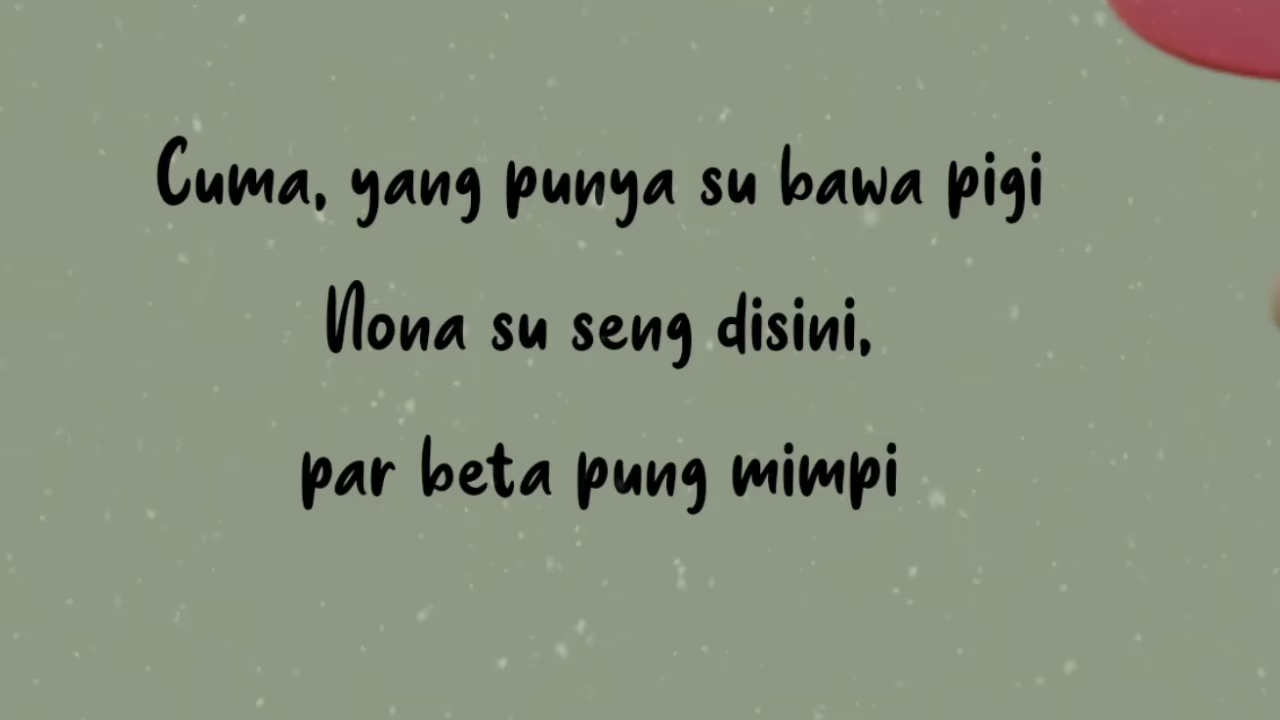 Cuma, yang punya su bawa pigi
Nona su seng disini,
par beta pung mimpi